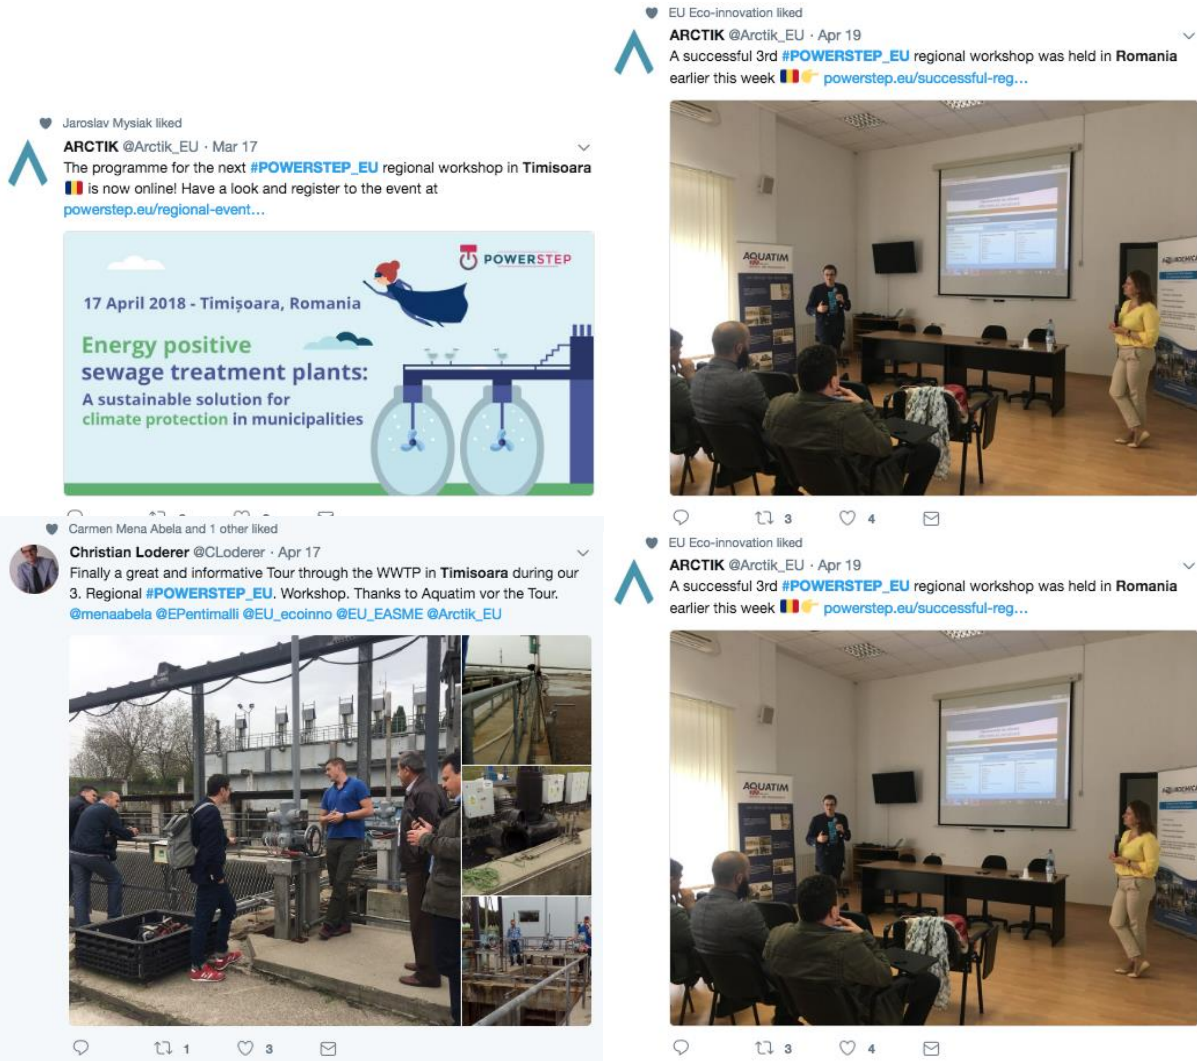 Jaroslav Mysiak liked
ARCTIK @Arctik_EU · Mar 17
The programme for the next #POWERSTEP_EU regional workshop in Timisoara
🇷🇴 is now online! Have a look and register to the event at
powerstep.eu/regional-event…
POWERSTEP
17 April 2018 - Timișoara, Romania
Energy positive
sewage treatment plants:
A sustainable solution for
climate protection in municipalities
Carmen Mena Abela and 1 other liked
Christian Loderer @CLoderer · Apr 17
Finally a great and informative Tour through the WWTP in Timisoara during our
3. Regional #POWERSTEP_EU. Workshop. Thanks to Aquatim vor the Tour.
@menaabela @EPentimalli @EU_ecoinno @EU_EASME @Arctik_EU
1 3
EU Eco-innovation liked
ARCTIK @Arctik_EU · Apr 19
A successful 3rd #POWERSTEP_EU regional workshop was held in Romania
earlier this week 🇷🇴👉 powerstep.eu/successful-reg…
AQUATIM
3 4
EU Eco-innovation liked
ARCTIK @Arctik_EU · Apr 19
A successful 3rd #POWERSTEP_EU regional workshop was held in Romania
earlier this week 🇷🇴👉 powerstep.eu/successful-reg…
AQUATIM
3 4